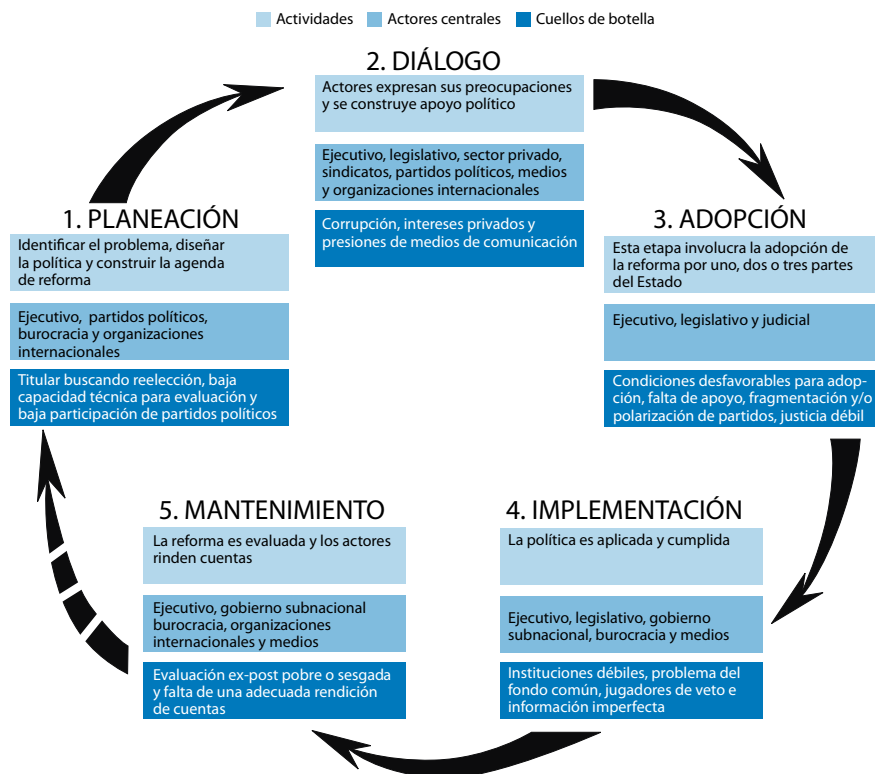 Actividades
Actores centrales
Cuellos de botella
2. DIÁLOGO
Actores expresan sus preocupaciones
y se construye apoyo político
Ejecutivo, legislativo, sector privado,
sindicatos, partidos políticos, medios
y organizaciones internacionales
Corrupción, intereses privados y
presiones de medios de comunicación
1. PLANEACIÓN
Identificar el problema, diseñar
la política y construir la agenda
de reforma
Ejecutivo, partidos políticos,
burocracia y organizaciones
internacionales
Titular buscando reelección, baja
capacidad técnica para evaluación y
baja participación de partidos políticos
3. ADOPCIÓN
Esta etapa involucra la adopción de
la reforma por uno, dos o tres partes
del Estado
Ejecutivo, legislativo y judicial
Condiciones desfavorables para adop-
ción, falta de apoyo, fragmentación y/o
polarización de partidos, justicia débil
5. MANTENIMIENTO
La reforma es evaluada y los actores
rinden cuentas
Ejecutivo, gobierno subnacional
burocracia, organizaciones
internacionales y medios
Evaluación ex-post pobre o sesgada
y falta de una adecuada rendición
de cuentas
4. IMPLEMENTACIÓN
La política es aplicada y cumplida
Ejecutivo, legislativo, gobierno
subnacional, burocracia y medios
Instituciones débiles, problema del
fondo común, jugadores de veto e
información imperfecta